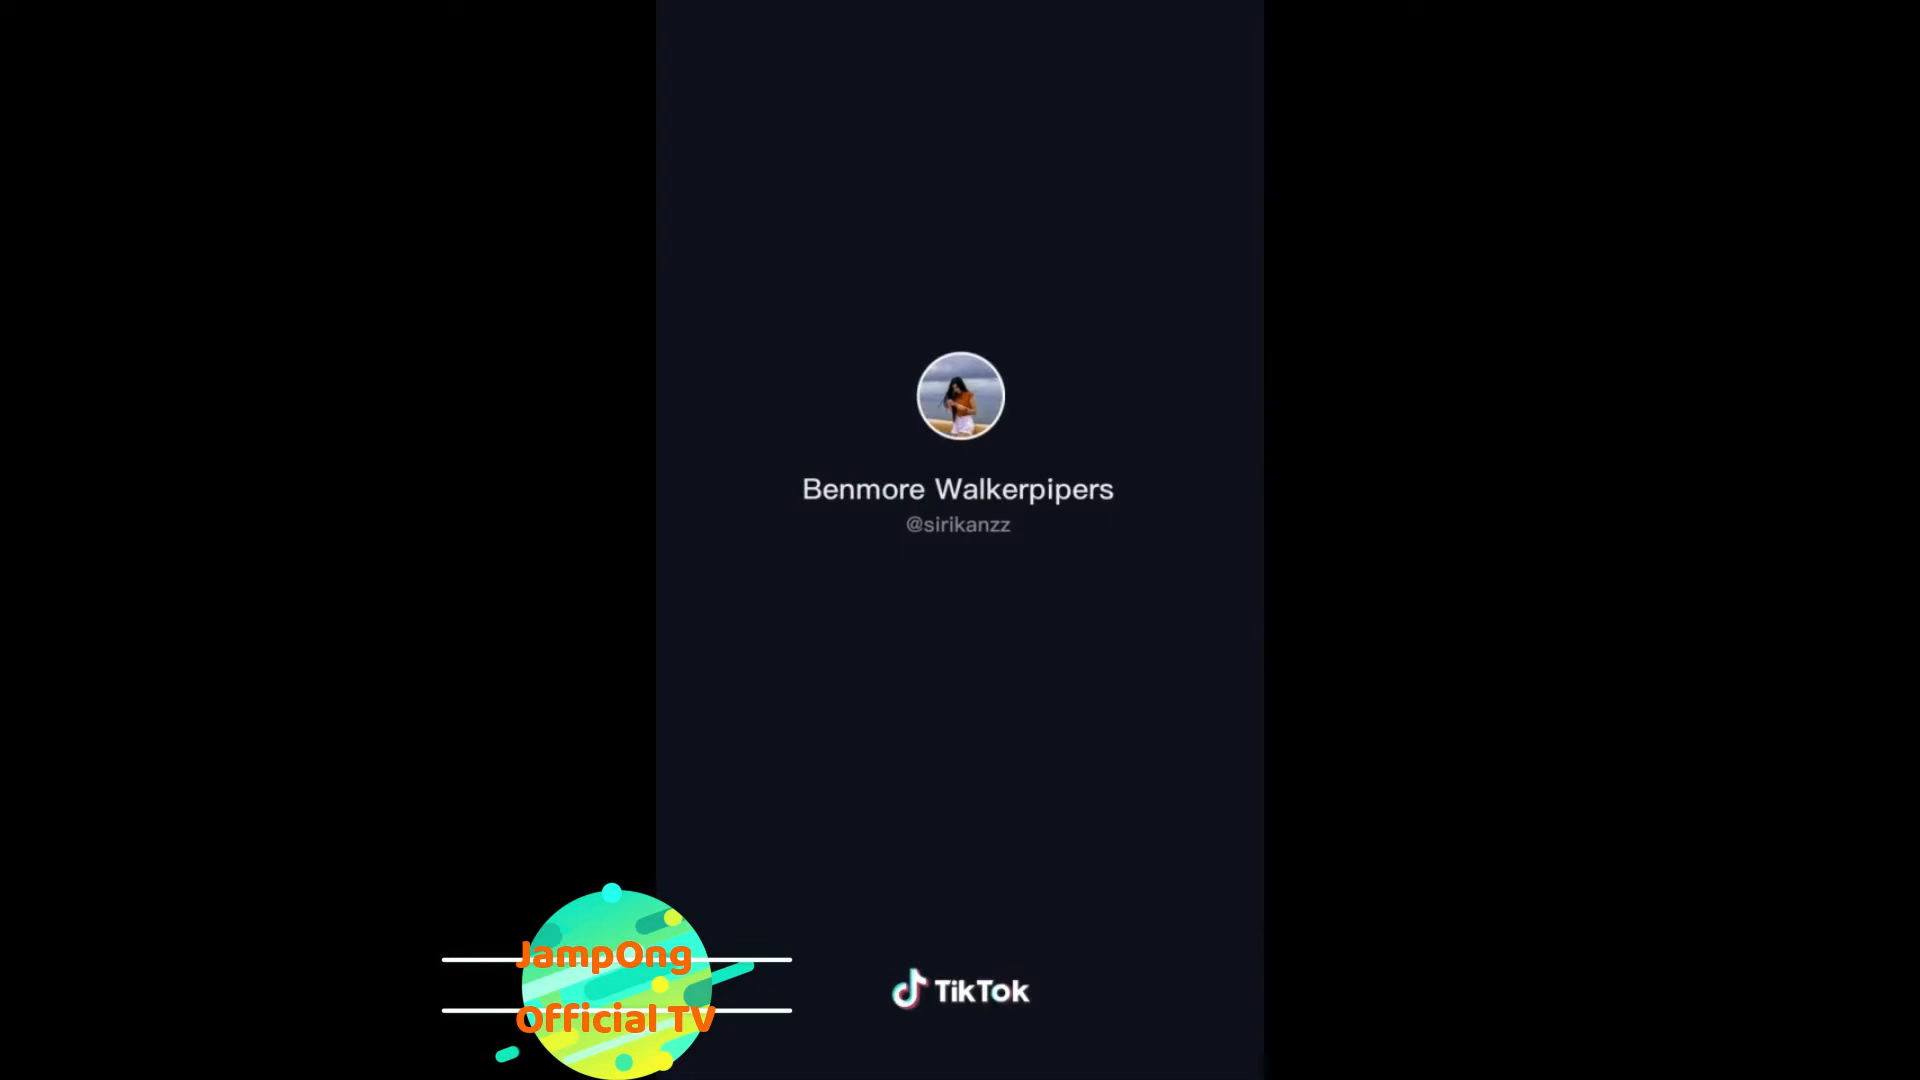 Benmore Walkerpipers
@sirikanzz
TikTok
JampOng
Official TV